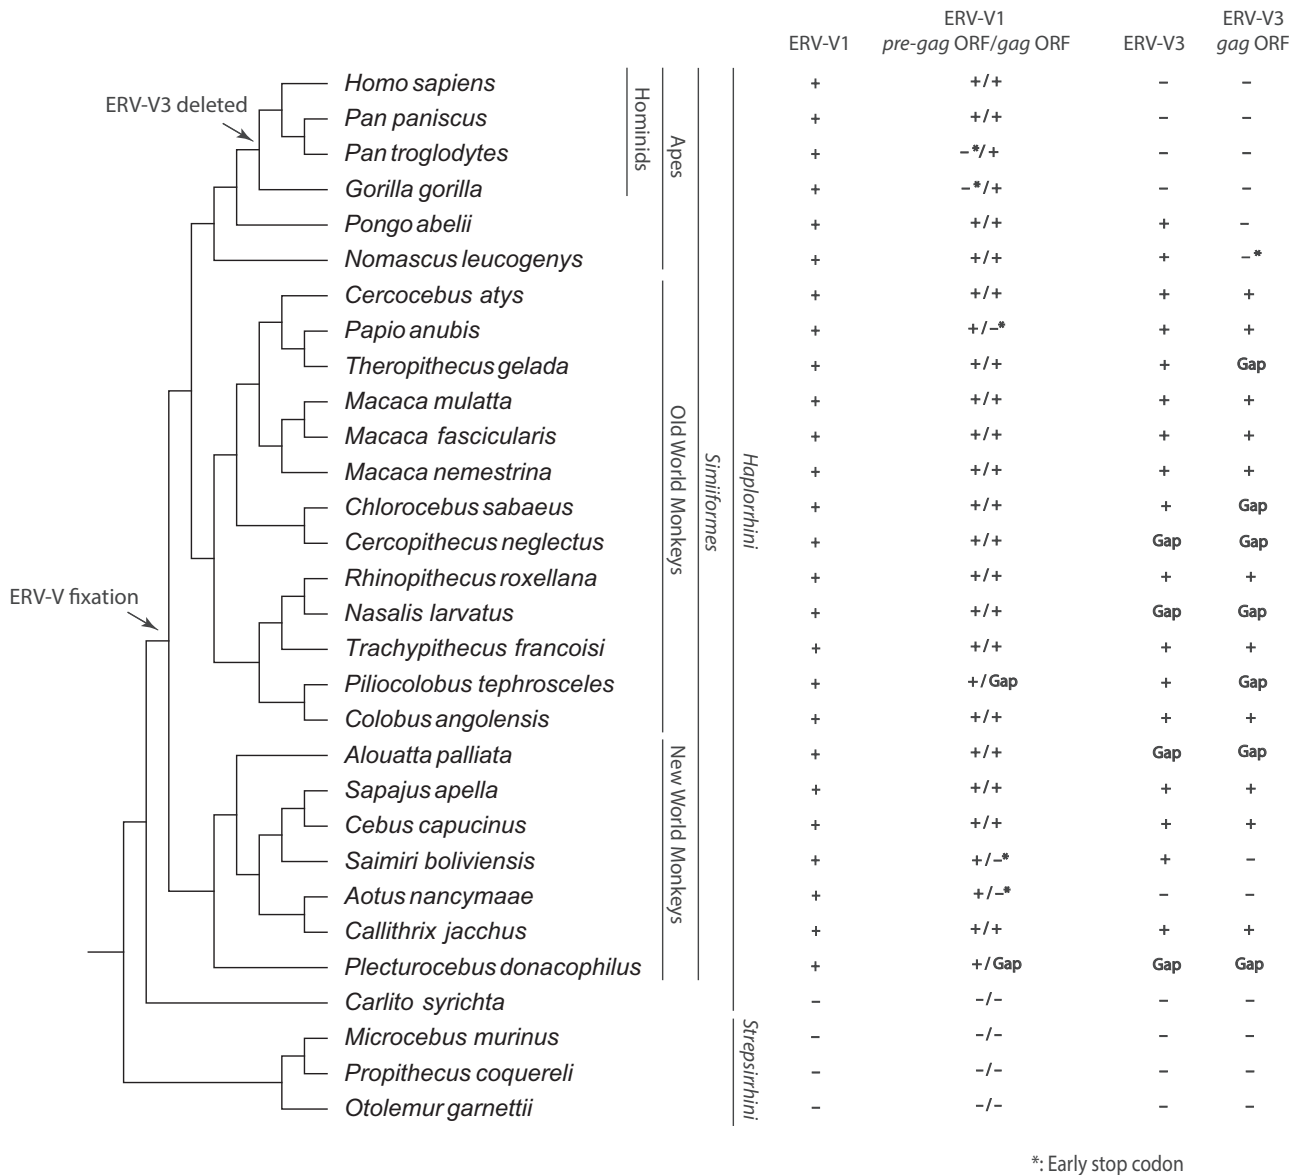 ERV-V1
ERV-V1
pre-gag ORF/gag ORF
ERV-V3
ERV-V3
gag ORF
ERV-V3 deleted
ERV-V fixation
Hominids
Apes
Old World Monkeys
New World Monkeys
Simiiformes
Haplorrhini
Strepsirrhini
Homo sapiens + +/+ – –
Pan paniscus + +/+ – –
Pan troglodytes + –*/+ – –
Gorilla gorilla + –*/+ – –
Pongo abelii + +/+ + –
Nomascus leucogenys + +/+ + –*
Cercocebus atys + +/+ + +
Papio anubis + +/–* + +
Theropithecus gelada + +/+ + Gap
Macaca mulatta + +/+ + +
Macaca fascicularis + +/+ + +
Macaca nemestrina + +/+ + +
Chlorocebus sabaeus + +/+ + Gap
Cercopithecus neglectus + +/+ Gap Gap
Rhinopithecus roxellana + +/+ + +
Nasalis larvatus + +/+ Gap Gap
Trachypithecus francoisi + +/+ + +
Piliocolobus tephrosceles + +/Gap + Gap
Colobus angolensis + +/+ + +
Alouatta palliata + +/+ Gap Gap
Sapajus apella + +/+ + +
Cebus capucinus + +/+ + +
Saimiri boliviensis + +/–* + –
Aotus nancymaae + +/–* – –
Callithrix jacchus + +/+ + +
Plecturocebus donacophilus + +/Gap Gap Gap
Carlito syrichta – –/– – –
Microcebus murinus – –/– – –
Propithecus coquereli – –/– – –
Otolemur garnettii – –/– – –
*: Early stop codon